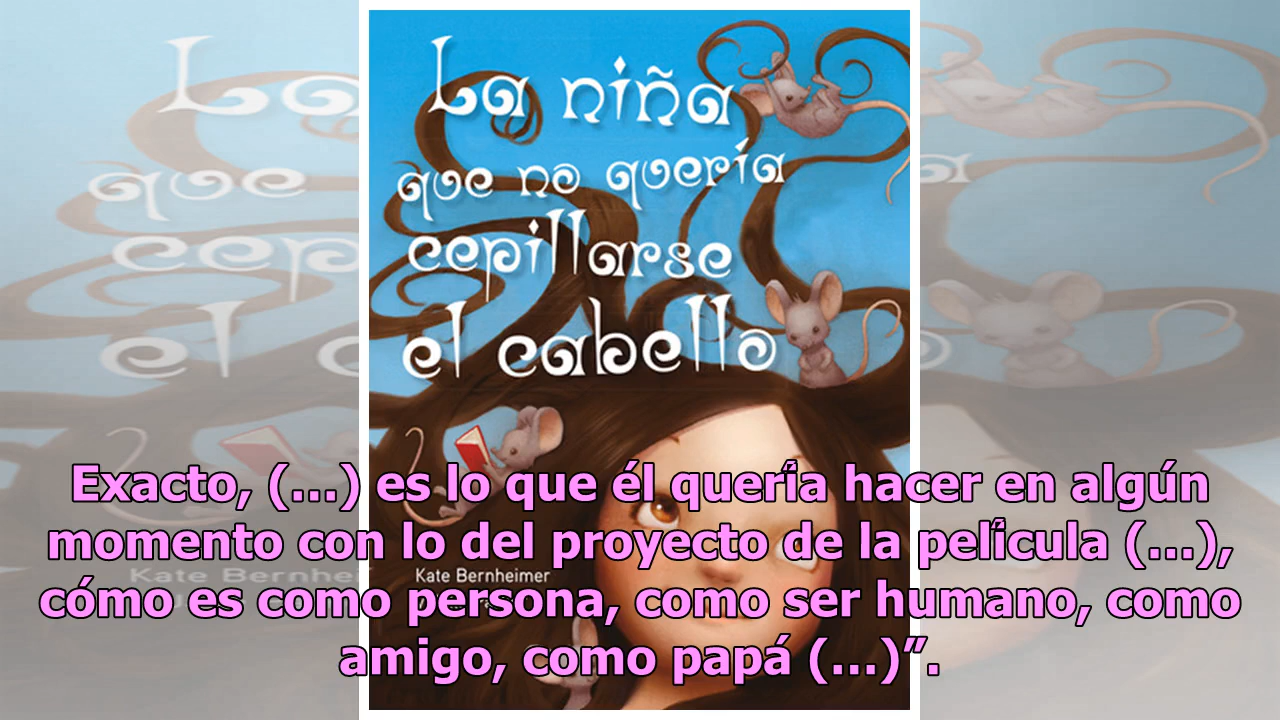 La niña
que no quería
cepillarse
el cabello
Kate Bernheimer
Exacto, (...) es lo que él quería hacer en algún
momento con lo del proyecto de la película (...),
cómo es como persona, como ser humano, como
amigo, como papá (...)”.